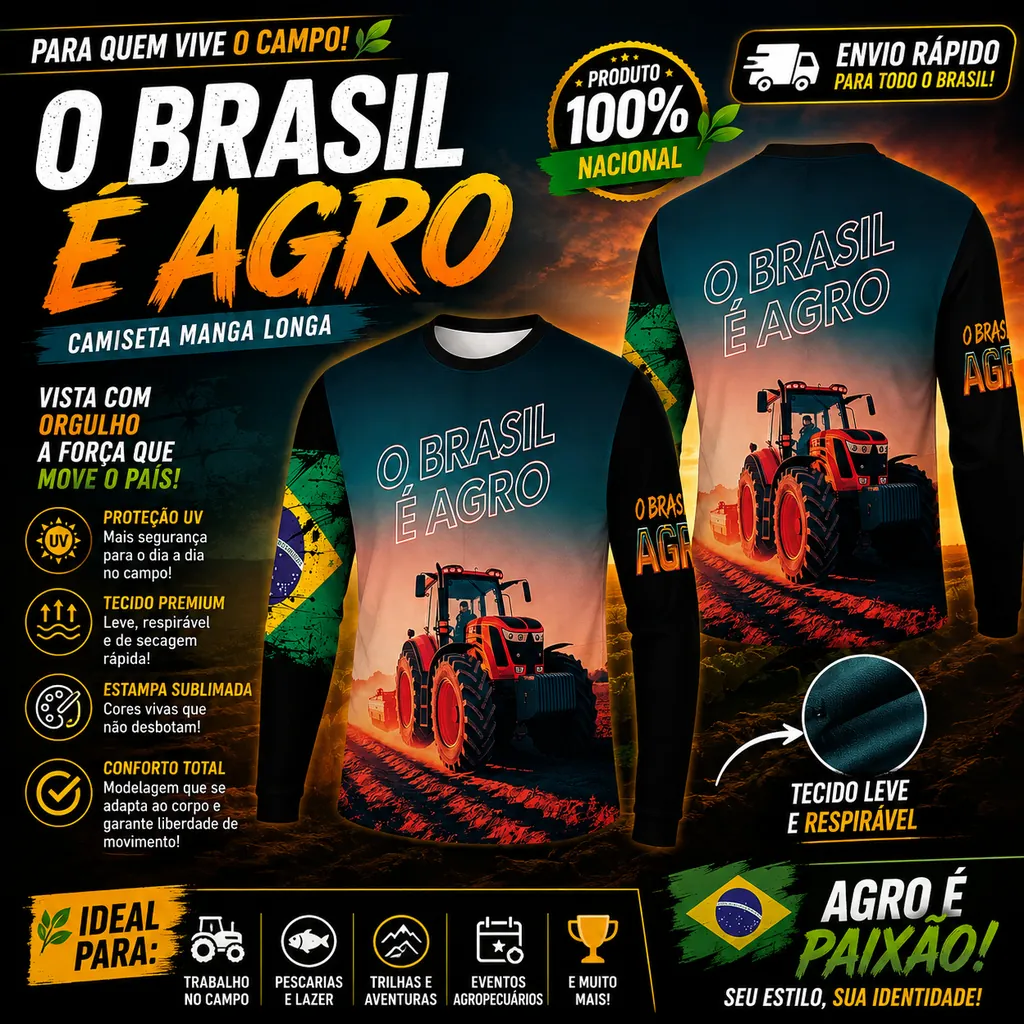 PARA QUEM VIVE O CAMPO!
O BRASIL
É AGRO
CAMISETA MANGA LONGA
PRODUTO
100%
NACIONAL
ENVIO RÁPIDO
PARA TODO O BRASIL!
VISTA COM
ORGULHO
A FORÇA QUE
MOVE O PAÍS!
UV
PROTEÇÃO UV
Mais segurança
para o dia a dia
no campo!
TECIDO PREMIUM
Leve, respirável
e de secagem
rápida!
ESTAMPA SUBLIMADA
Cores vivas que
não desbotam!
CONFORTO TOTAL
Modelagem que se
adapta ao corpo e
garante liberdade de
movimento!
O BRASIL
É AGRO
O BRAS
AGR
O BRASIL
É AGRO
O BRAS
AGR
TECIDO LEVE
E RESPIRÁVEL
IDEAL
PARA:
TRABALHO
NO CAMPO
PESCARIAS
E LAZER
TRILHAS E
AVENTURAS
EVENTOS
AGROPECUÁRIOS
E MUITO
MAIS!
AGRO É
PAIXÃO!
SEU ESTILO, SUA IDENTIDADE!